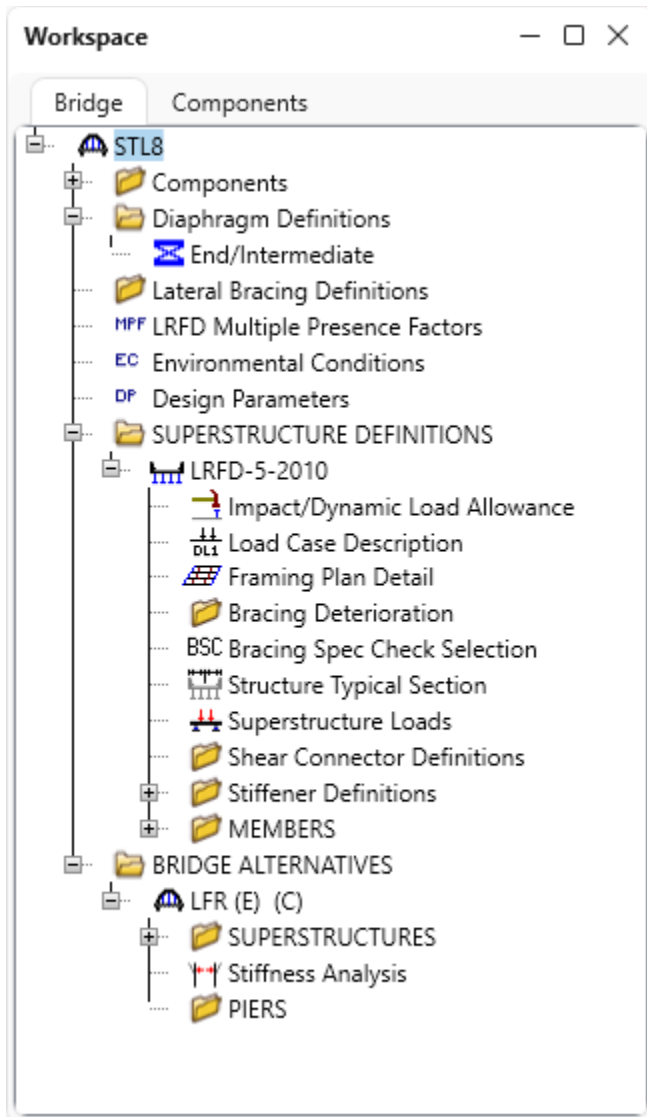 Workspace
Bridge Components
STL8
Components
Diaphragm Definitions
End/Intermediate
Lateral Bracing Definitions
MPF LRFD Multiple Presence Factors
EC Environmental Conditions
DP Design Parameters
SUPERSTRUCTURE DEFINITIONS
LRFD-5-2010
Impact/Dynamic Load Allowance
DL1 Load Case Description
Framing Plan Detail
Bracing Deterioration
BSC Bracing Spec Check Selection
Structure Typical Section
Superstructure Loads
Shear Connector Definitions
Stiffener Definitions
MEMBERS
BRIDGE ALTERNATIVES
LFR (E) (C)
SUPERSTRUCTURES
Stiffness Analysis
PIERS